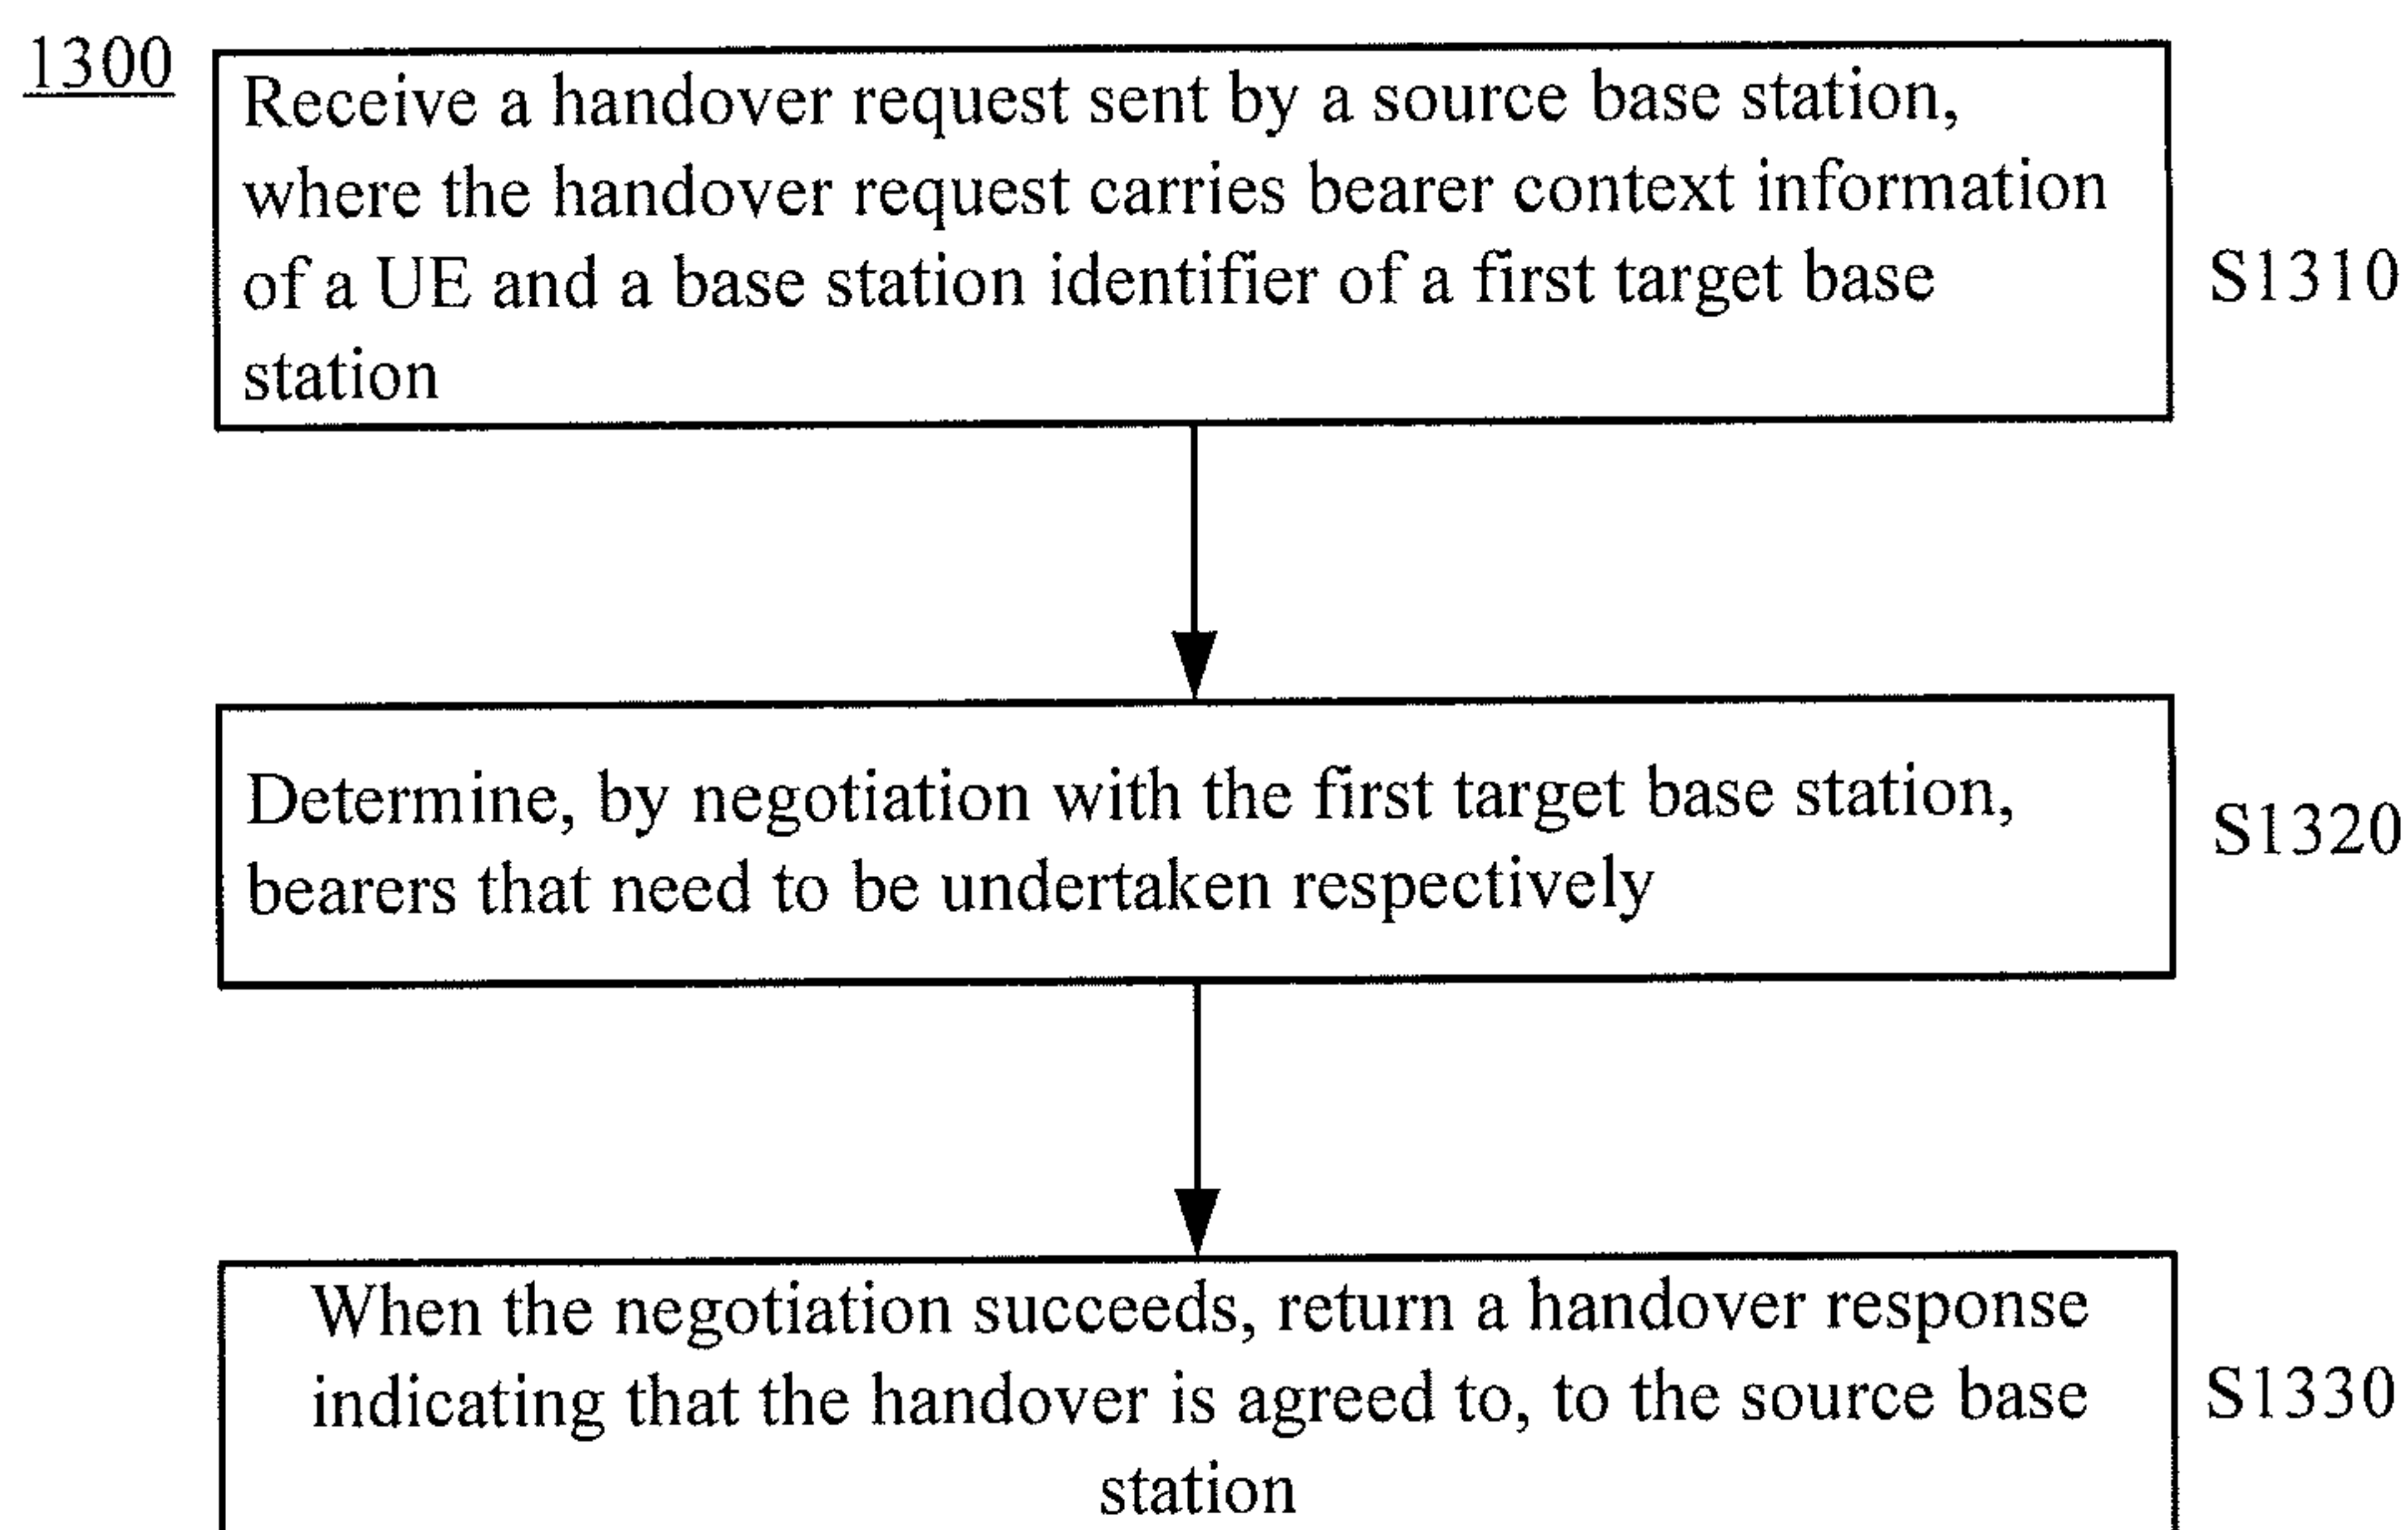 1300
Receive a handover request sent by a source base station,
where the handover request carries bearer context information
of a UE and a base station identifier of a first target base
station
S1310
Determine, by negotiation with the first target base station,
bearers that need to be undertaken respectively
S1320
When the negotiation succeeds, return a handover response
indicating that the handover is agreed to, to the source base
station
S1330